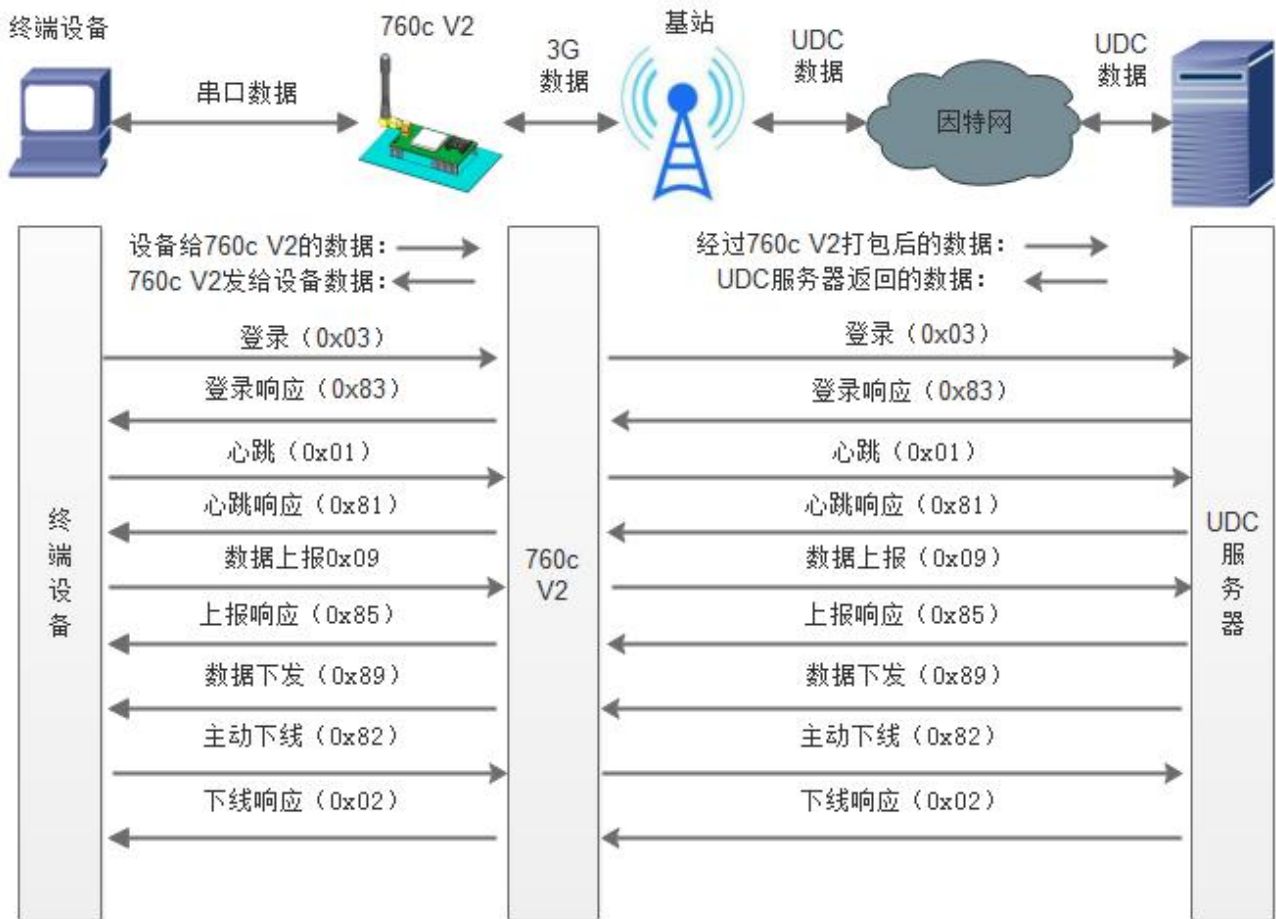 终端设备
760c V2
基站
串口数据
3G
数据
UDC
数据
因特网
UDC
数据
设备给760c V2的数据：
760c V2发给设备数据：
经过760c V2打包后的数据：
UDC服务器返回的数据：
登录（0x03）
登录（0x03）
登录响应（0x83）
登录响应（0x83）
心跳（0x01）
心跳（0x01）
心跳响应（0x81）
心跳响应（0x81）
数据上报0x09
数据上报（0x09）
上报响应（0x85）
上报响应（0x85）
数据下发（0x89）
数据下发（0x89）
主动下线（0x82）
主动下线（0x82）
下线响应（0x02）
下线响应（0x02）
终
端
设
备
760c
V2
UDC
服
务
器